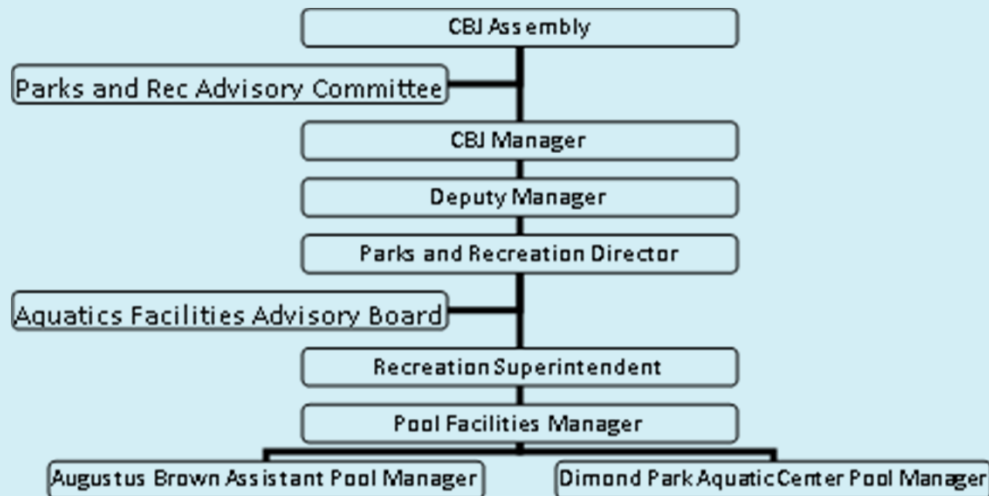 CBJ Assembly
Parks and Rec Advisory Committee
CBJ Manager
Deputy Manager
Parks and Recreation Director
Aquatics Facilities Advisory Board
Recreation Superintendent
Pool Facilities Manager
Augustus Brown Assistant Pool Manager
Dimond Park Aquatic Center Pool Manager